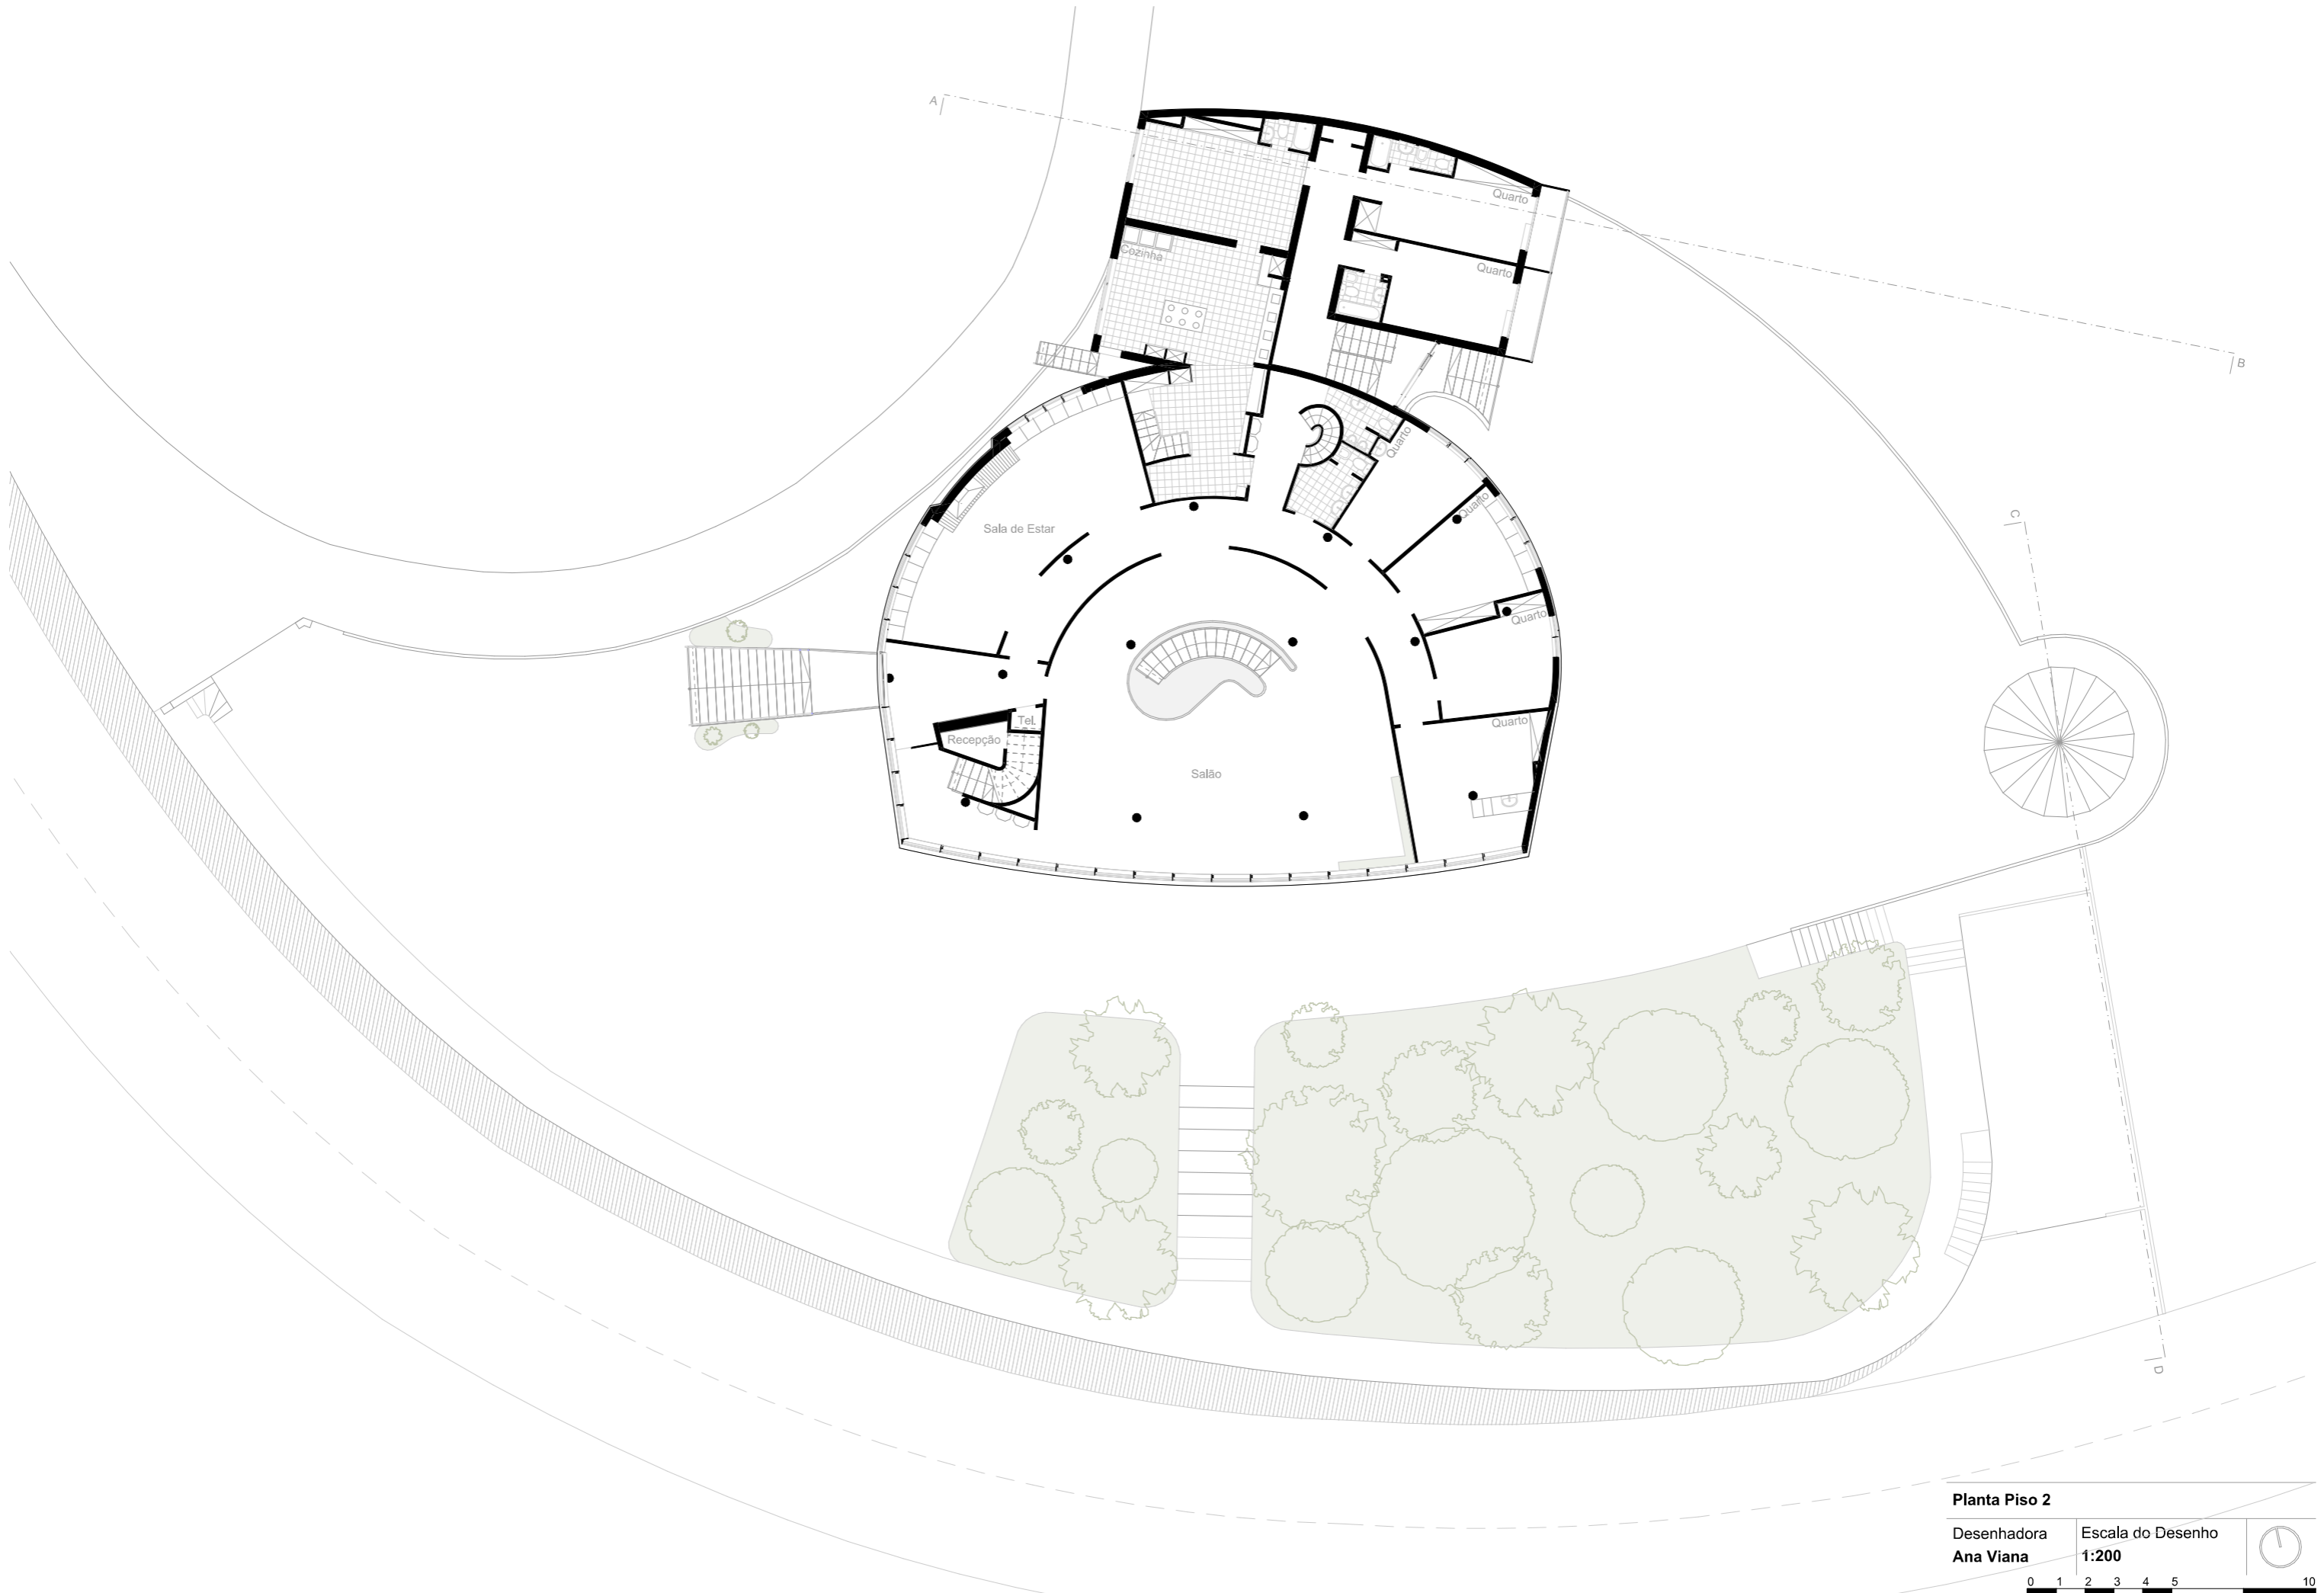 A
Quarto
Cozinha
Quarto
B
Quarto
Quarto
C
Sala de Estar
Quarto
Tel.
Quarto
Recepção
Salão
D
Planta Piso 2
Desenhadora
Ana Viana
Escala do Desenho
1:200
0 1 2 3 4 5 10